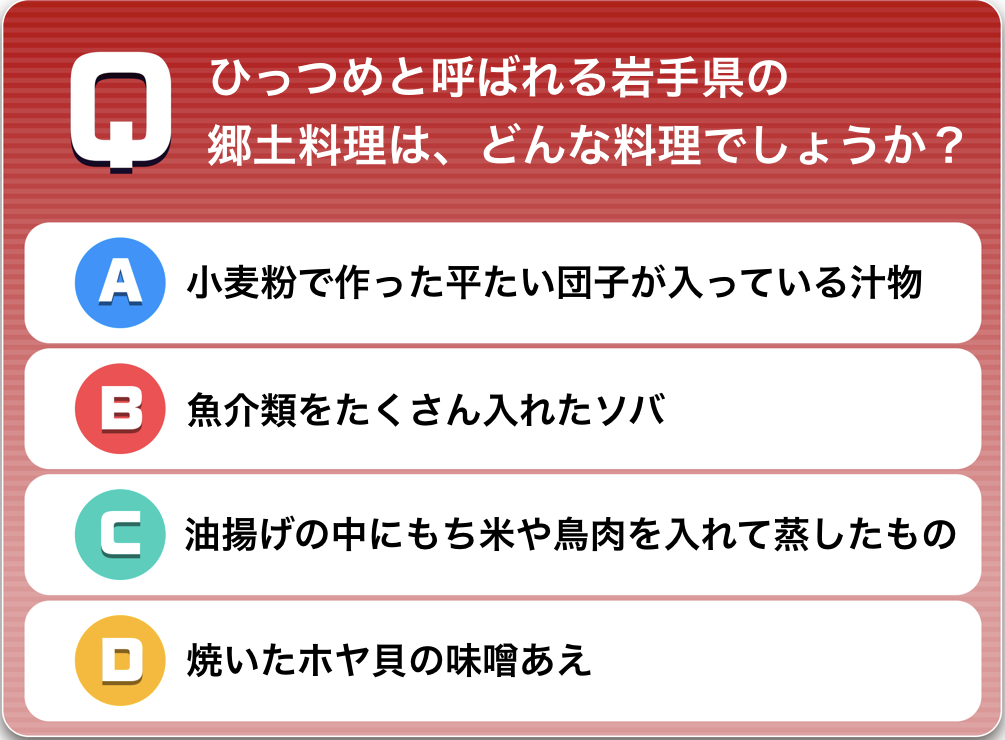 Q
ひっつめと呼ばれる岩手県の
郷土料理は、どんな料理でしょうか？
A 小麦粉で作った平たい団子が入っている汁物
B 魚介類をたくさん入れたソバ
C 油揚げの中にもち米や鳥肉を入れて蒸したもの
D 焼いたホヤ貝の味噌あえ